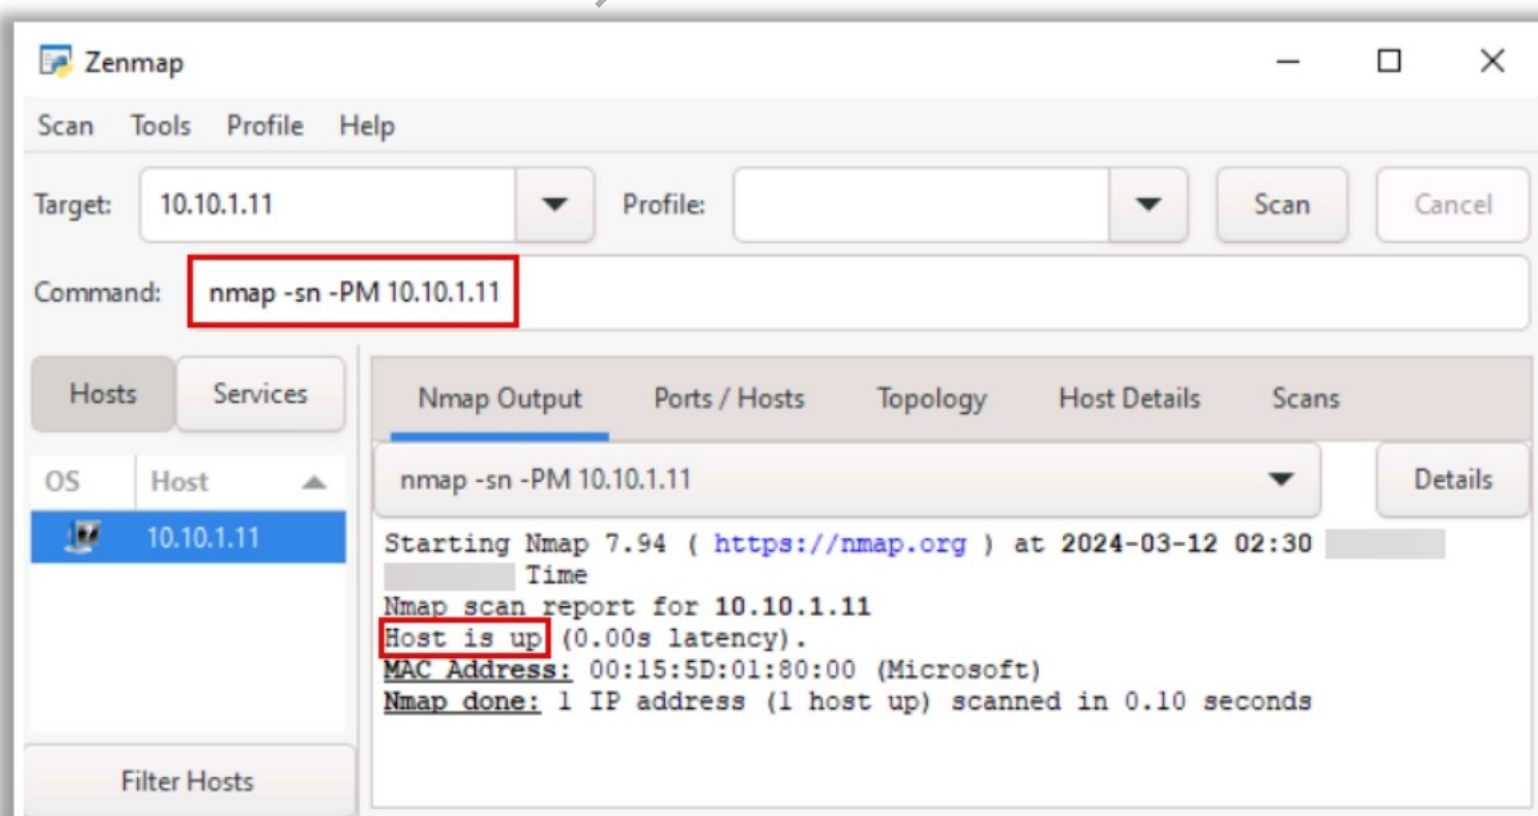 Zenmap
Scan Tools Profile Help
Target: 10.10.1.11 Profile: Scan Cancel
Command: nmap -sn -PM 10.10.1.11
Hosts Services Nmap Output Ports / Hosts Topology Host Details Scans
OS Host nmap -sn -PM 10.10.1.11 Details
10.10.1.11
Starting Nmap 7.94 ( https://nmap.org ) at 2024-03-12 02:30
Time
Nmap scan report for 10.10.1.11
Host is up (0.00s latency).
MAC Address: 00:15:5D:01:80:00 (Microsoft)
Nmap done: 1 IP address (1 host up) scanned in 0.10 seconds
Filter Hosts